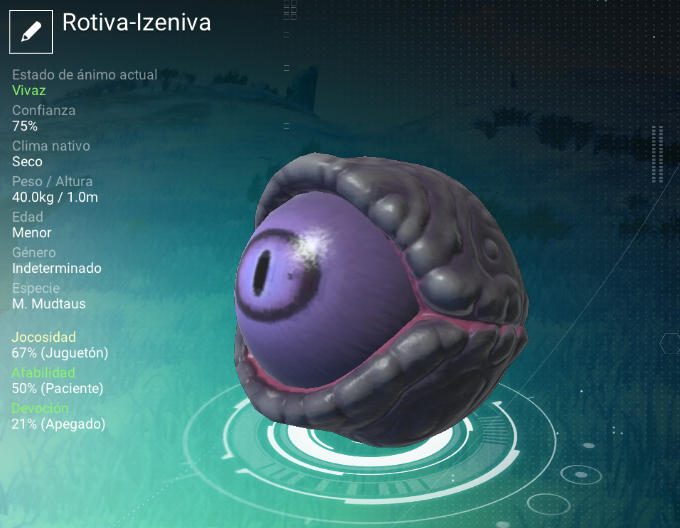 Rotiva-Izeniva
Estado de ánimo actual
Vivaz
Confianza
75%
Clima nativo
Seco
Peso / Altura
40.0kg / 1.0m
Edad
Menor
Género
Indeterminado
Especie
M. Mudtaus
Jocosidad
67% (Juguetón)
Afabilidad
50% (Paciente)
Devoción
21% (Apegado)